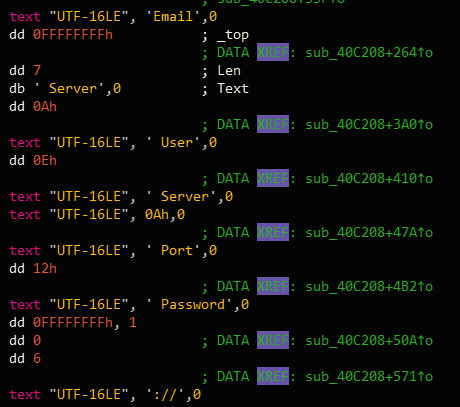 ; sub_40C208+53F↑o
text "UTF-16LE", 'Email',0
dd 0FFFFFFFFh ; _top
; DATA XREF: sub_40C208+264↑o
dd 7 ; Len
db ' Server',0 ; Text
dd 0Ah
; DATA XREF: sub_40C208+3A0↑o
text "UTF-16LE", ' User',0
dd 0Eh
; DATA XREF: sub_40C208+410↑o
text "UTF-16LE", ' Server',0
text "UTF-16LE", 0Ah,0
; DATA XREF: sub_40C208+47A↑o
text "UTF-16LE", ' Port',0
dd 12h
; DATA XREF: sub_40C208+4B2↑o
text "UTF-16LE", ' Password',0
dd 0FFFFFFFFh, 1
dd 0 ; DATA XREF: sub_40C208+50A↑o
dd 6
; DATA XREF: sub_40C208+571↑o
text "UTF-16LE", '://',0